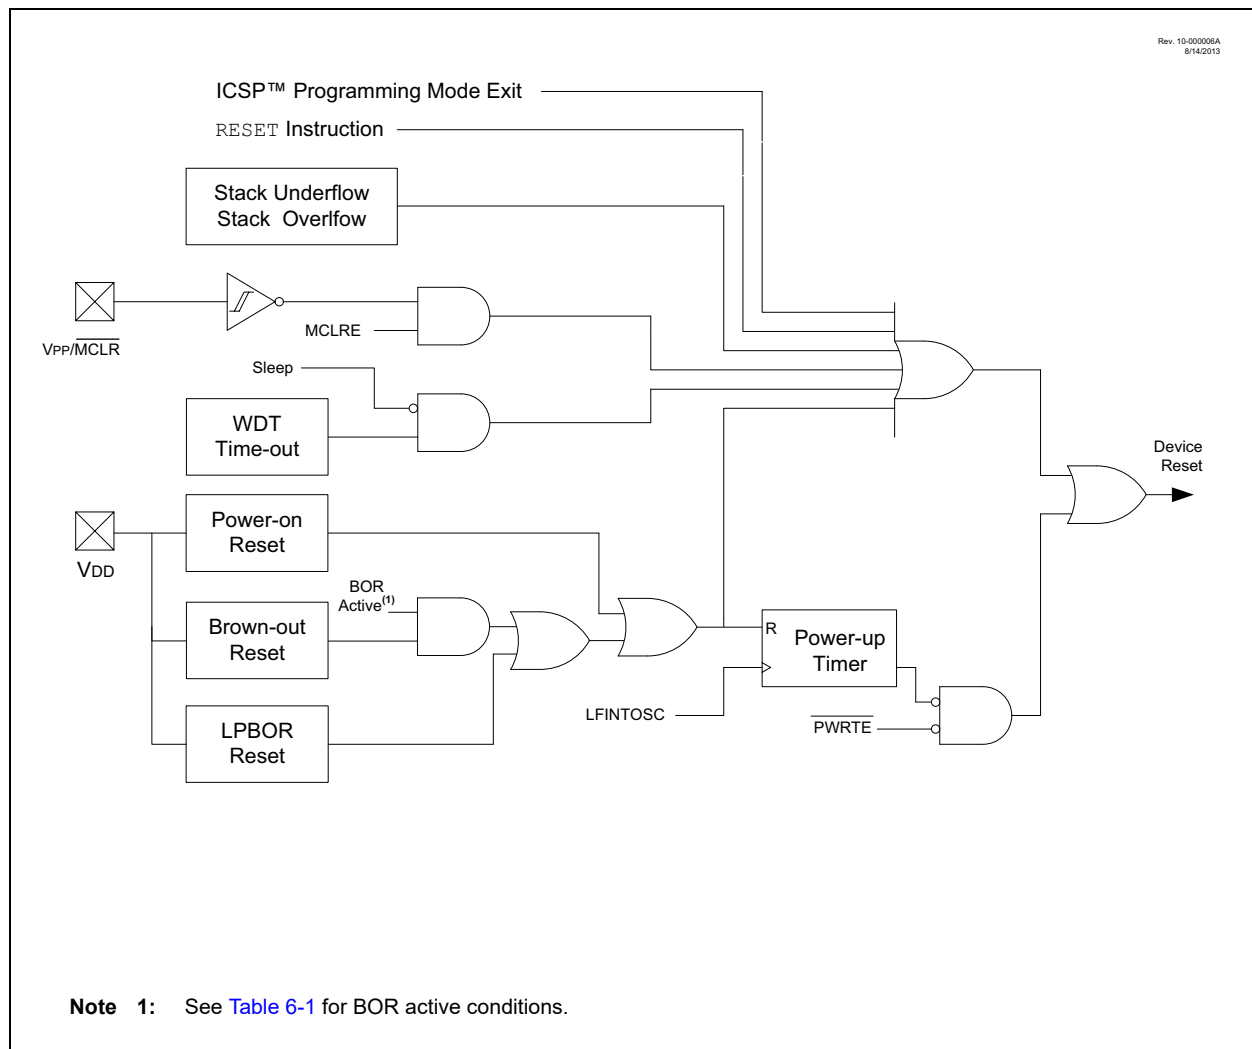 Rev. 10-000006A
8/14/2013
ICSP™ Programming Mode Exit
RESET Instruction
Stack Underflow
Stack Overlfow
VPP/MCLR
MCLRE
Sleep
WDT
Time-out
Device
Reset
VDD
Power-on
Reset
BOR
Active(1)
Brown-out
Reset
R
Power-up
Timer
LFINTOSC
PWRTE
LPBOR
Reset
Note 1: See Table 6-1 for BOR active conditions.